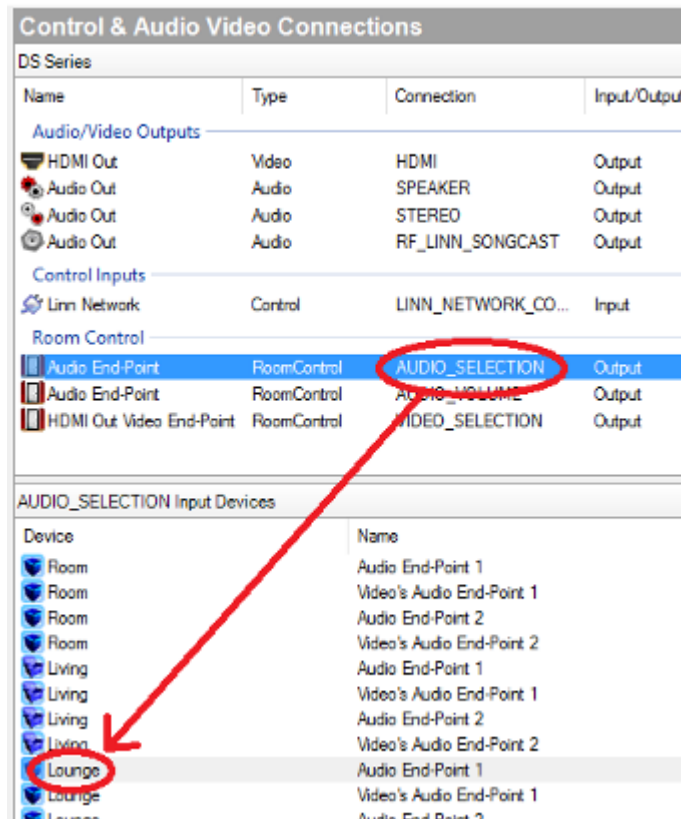 Control & Audio Video Connections
DS Series
Name Type Connection Input/Output
Audio/Video Outputs
HDMI Out Video HDMI Output
Audio Out Audio SPEAKER Output
Audio Out Audio STEREO Output
Audio Out Audio RF_LINN_SONGCAST Output
Control Inputs
Linn Network Control LINN_NETWORK_CO... Input
Room Control
Audio End-Point RoomControl AUDIO_SELECTION Output
Audio End-Point RoomControl AUDIO_VOLUME Output
HDMI Out Video End-Point RoomControl VIDEO_SELECTION Output
AUDIO_SELECTION Input Devices
Device Name
Room Audio End-Point 1
Room Video's Audio End-Point 1
Room Audio End-Point 2
Room Video's Audio End-Point 2
Living Audio End-Point 1
Living Video's Audio End-Point 1
Living Audio End-Point 2
Living Video's Audio End-Point 2
Lounge Audio End-Point 1
Lounge Video's Audio End-Point 1
Lounge Audio End-Point 2